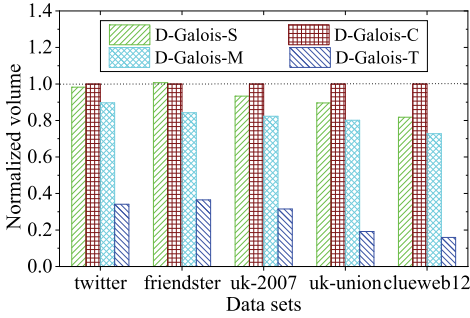 1.4
1.2
1.0
0.8
0.6
0.4
0.2
0.0
Normalized volume
D-Galois-S D-Galois-C
D-Galois-M D-Galois-T
twitter friendster uk-2007 uk-union clueweb12
Data sets